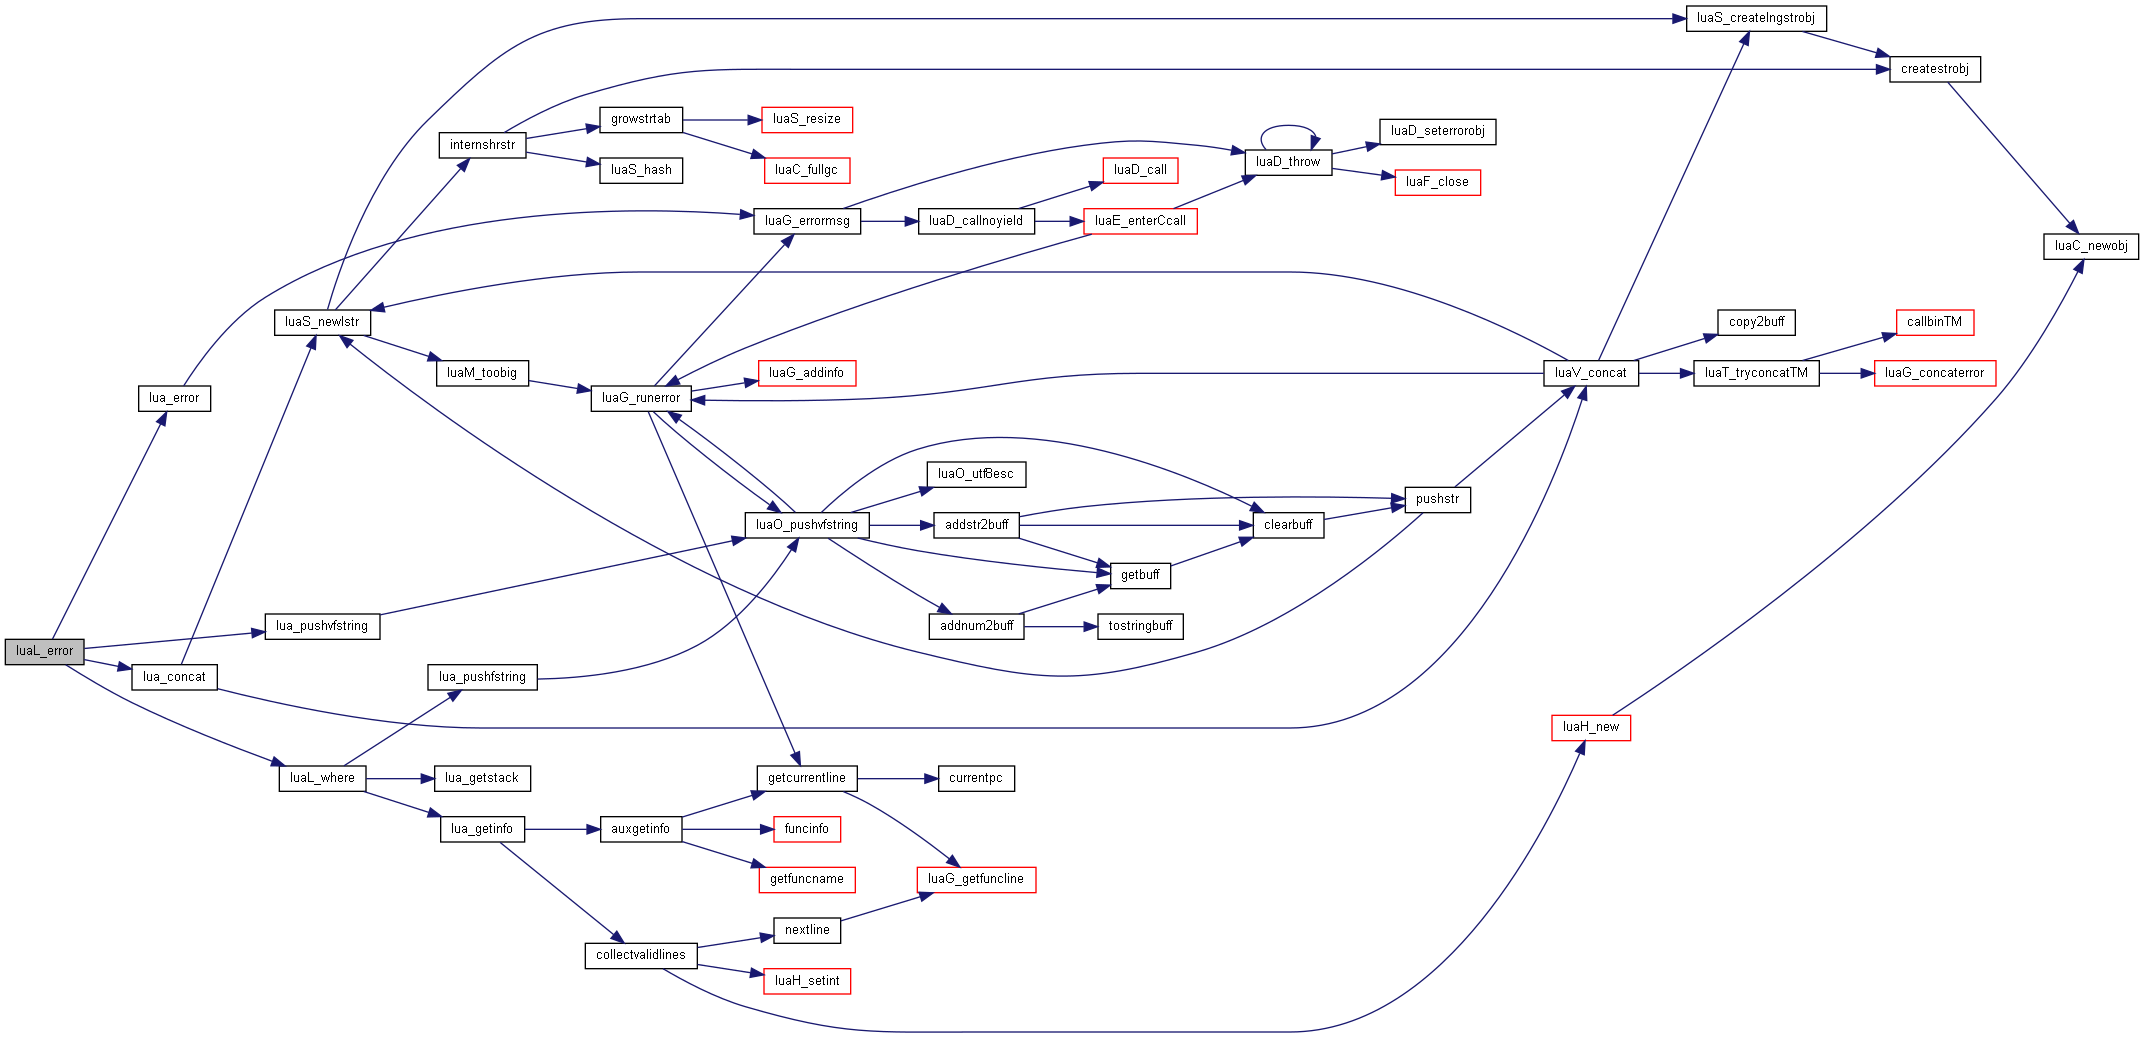 luaS_createlngstrobj
createstrobj
growstrtab
luaS_resize
luaD_seterrorobj
internshrstr
luaD_throw
luaS_hash
luaC_fullgc
luaD_call
luaF_close
luaG_errormsg
luaD_callnoyield
luaE_enterCcall
luaC_newobj
luaS_newlstr
copy2buff
callbinTM
luaM_toobig
luaG_addinfo
luaV_concat
luaT_tryconcatTM
luaG_concaterror
lua_error
luaG_runerror
luaO_utf8esc
pushstr
luaO_pushvfstring
addstr2buff
clearbuff
getbuff
lua_pushvfstring
addnum2buff
tostringbuff
luaL_error
lua_concat
lua_pushfstring
luaH_new
luaL_where
lua_getstack
getcurrentline
currentpc
lua_getinfo
auxgetinfo
funcinfo
getfuncname
luaG_getfuncline
nextline
collectvalidlines
luaH_setint